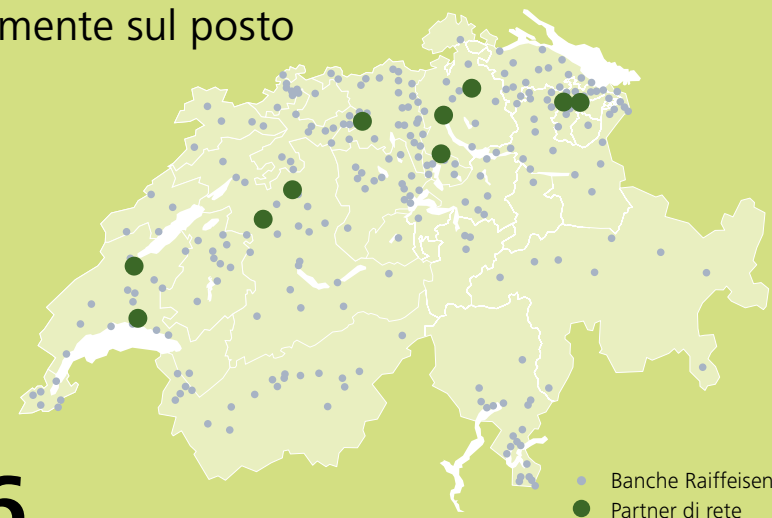 mente sul posto
6
Banche Raiffeisen
Partner di rete